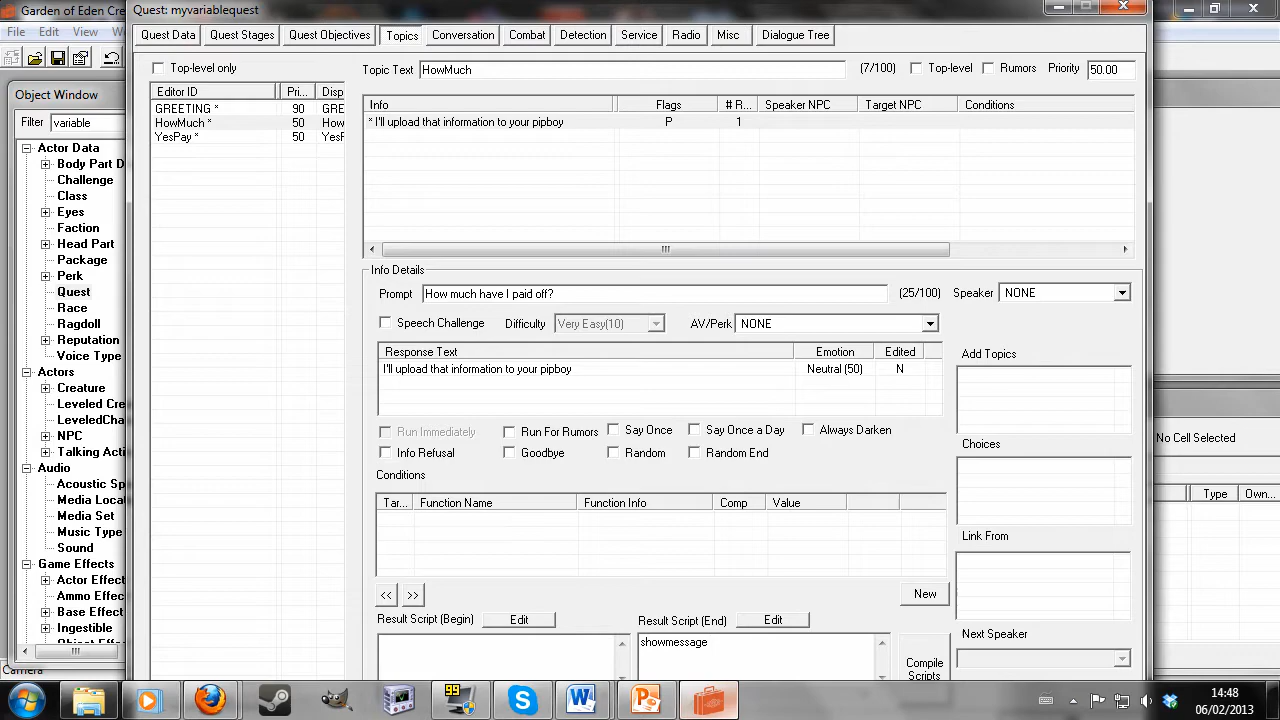 Garden of Eden Cre
Quest: myvariablequest
File Edit View
Quest Data Quest Stages Quest Objectives Topics Conversation Combat Detection Service Radio Misc Dialogue Tree
Object Window
Filter variable
Actor Data
Body Part D
Challenge
Class
Eyes
Faction
Head Part
Package
Perk
Quest
Race
Ragdoll
Reputation
Voice Type
Actors
Creature
Leveled Cre
LeveledCha
NPC
Talking Acti
Audio
Acoustic Sp
Media Locat
Media Set
Music Type
Sound
Game Effects
Actor Effect
Ammo Effec
Base Effect
Ingestible
Object Effe
Camera
Top-level only
Editor ID Pri... Disp
GREETING * 90 GRE
HowMuch * 50 How
YesPay * 50 YesF
Topic Text HowMuch (7/100) Top-level Rumors Priority 50.00
Info Flags # R... Speaker NPC Target NPC Conditions
* I'll upload that information to your pipboy P 1
Info Details
Prompt How much have I paid off? (25/100) Speaker NONE
Speech Challenge Difficulty Very Easy(10) AV/Perk NONE
Response Text Emotion Edited
I'll upload that information to your pipboy Neutral (50) N
Add Topics
Run Immediately Run For Rumors Say Once Say Once a Day Always Darken
Info Refusal Goodbye Random Random End
Choices
Conditions
Tar... Function Name Function Info Comp Value
Link From
<< >> New
Result Script (Begin) Edit Result Script (End) Edit
showmessage
Compile
Scripts
Next Speaker
No Cell Selected
Type Own...
99
14:48
06/02/2013